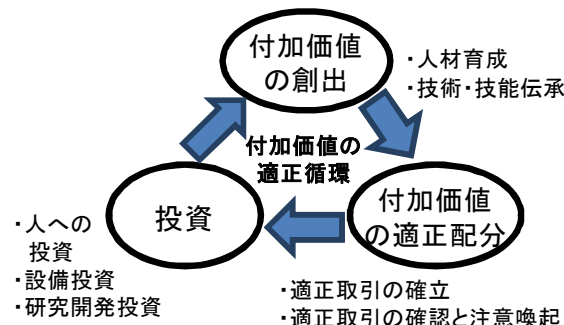 付加価値
の創出
・人材育成
・技術・技能伝承
付加価値の
適正循環
付加価値
の適正配分
・適正取引の確立
・適正取引の確認と注意喚起
投資
・人への
投資
・設備投資
・研究開発投資